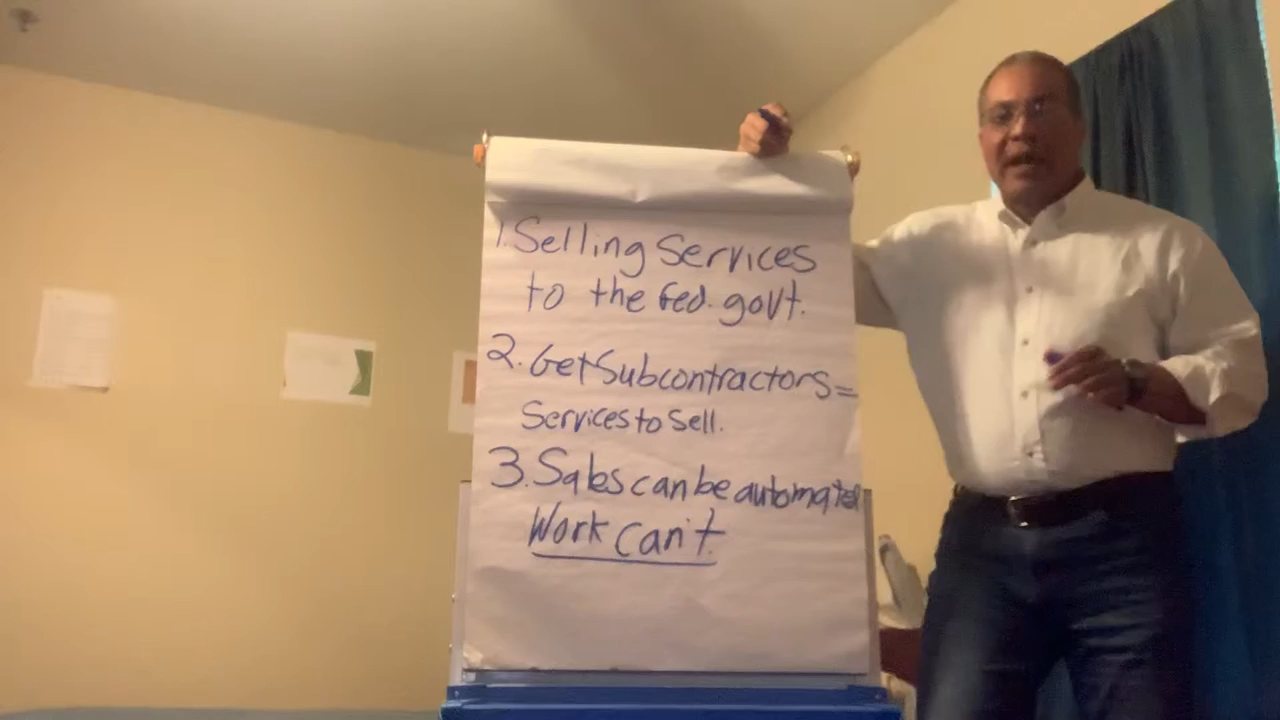 1. Selling Services
to the Fed. govt.
2. Get Subcontractors =
Services to Sell.
3. Sales can be automated
Work can't.